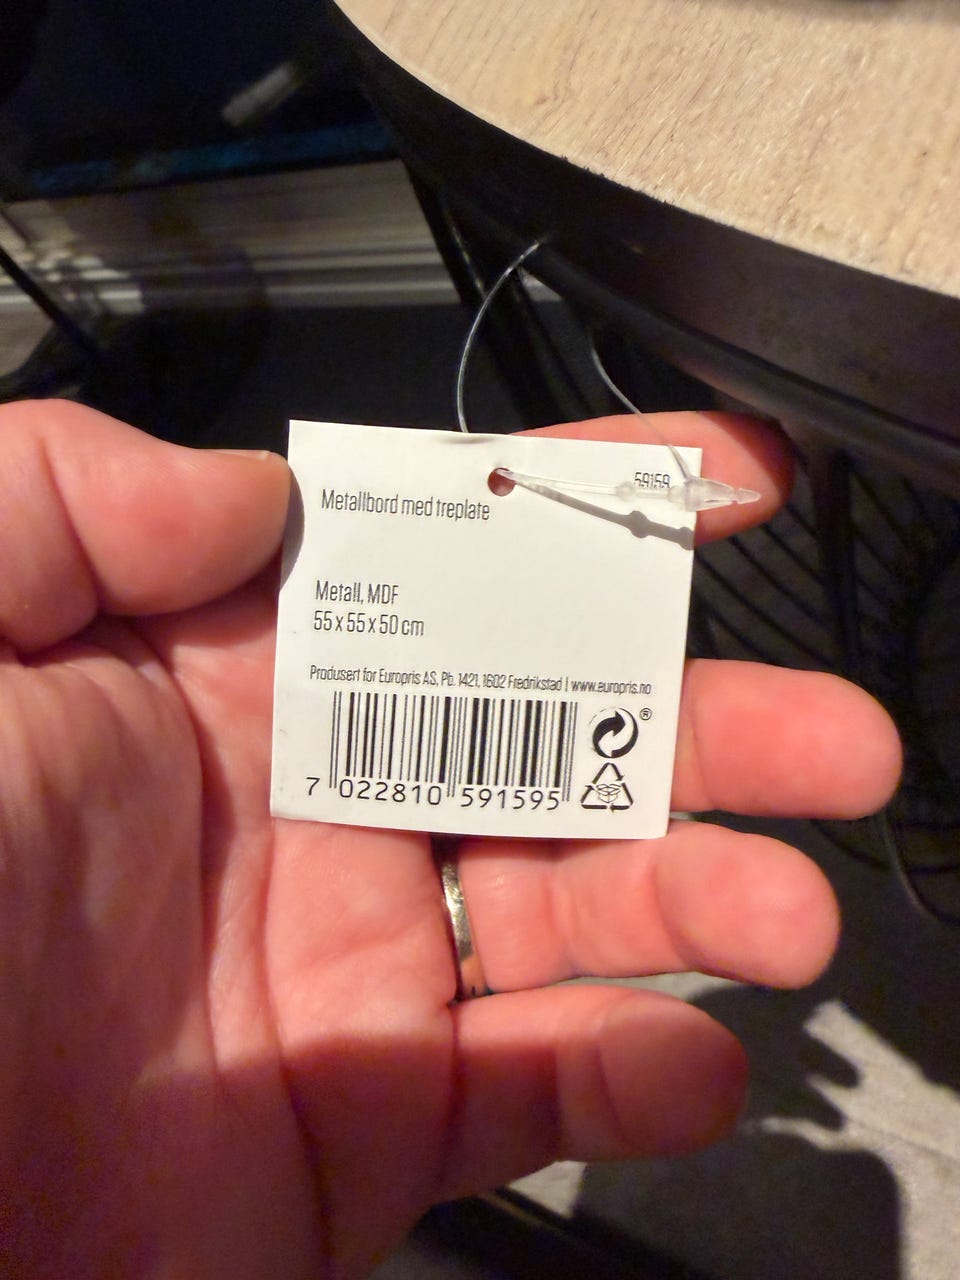 59159
Metallbord med treplate
Metall, MDF
55 x 55 x 50 cm
Produsert for Europris AS, Pb. 1421, 1602 Fredrikstad | www.europris.no
®
7 022810 591595